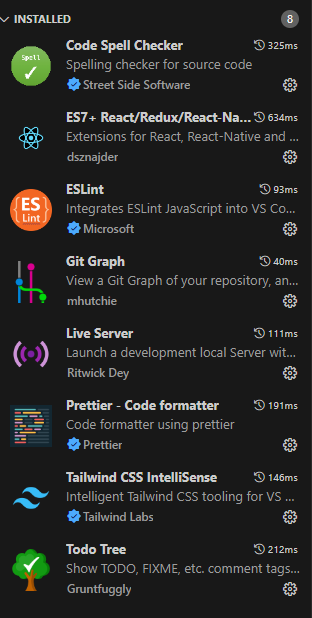 INSTALLED 8
Code Spell Checker 325ms
Spell
Spelling checker for source code
Street Side Software
ES7+ React/Redux/React-Na... 634ms
Extensions for React, React-Native and ...
dsznajder
ESLint 93ms
ES
Lint
Integrates ESLint JavaScript into VS Co...
Microsoft
Git Graph 40ms
View a Git Graph of your repository, an...
mhutchie
Live Server 111ms
Launch a development local Server wit...
Ritwick Dey
Prettier - Code formatter 191ms
Code formatter using prettier
Prettier
Tailwind CSS IntelliSense 146ms
Intelligent Tailwind CSS tooling for VS ...
Tailwind Labs
Todo Tree 212ms
Show TODO, FIXME, etc. comment tags...
Gruntfuggly